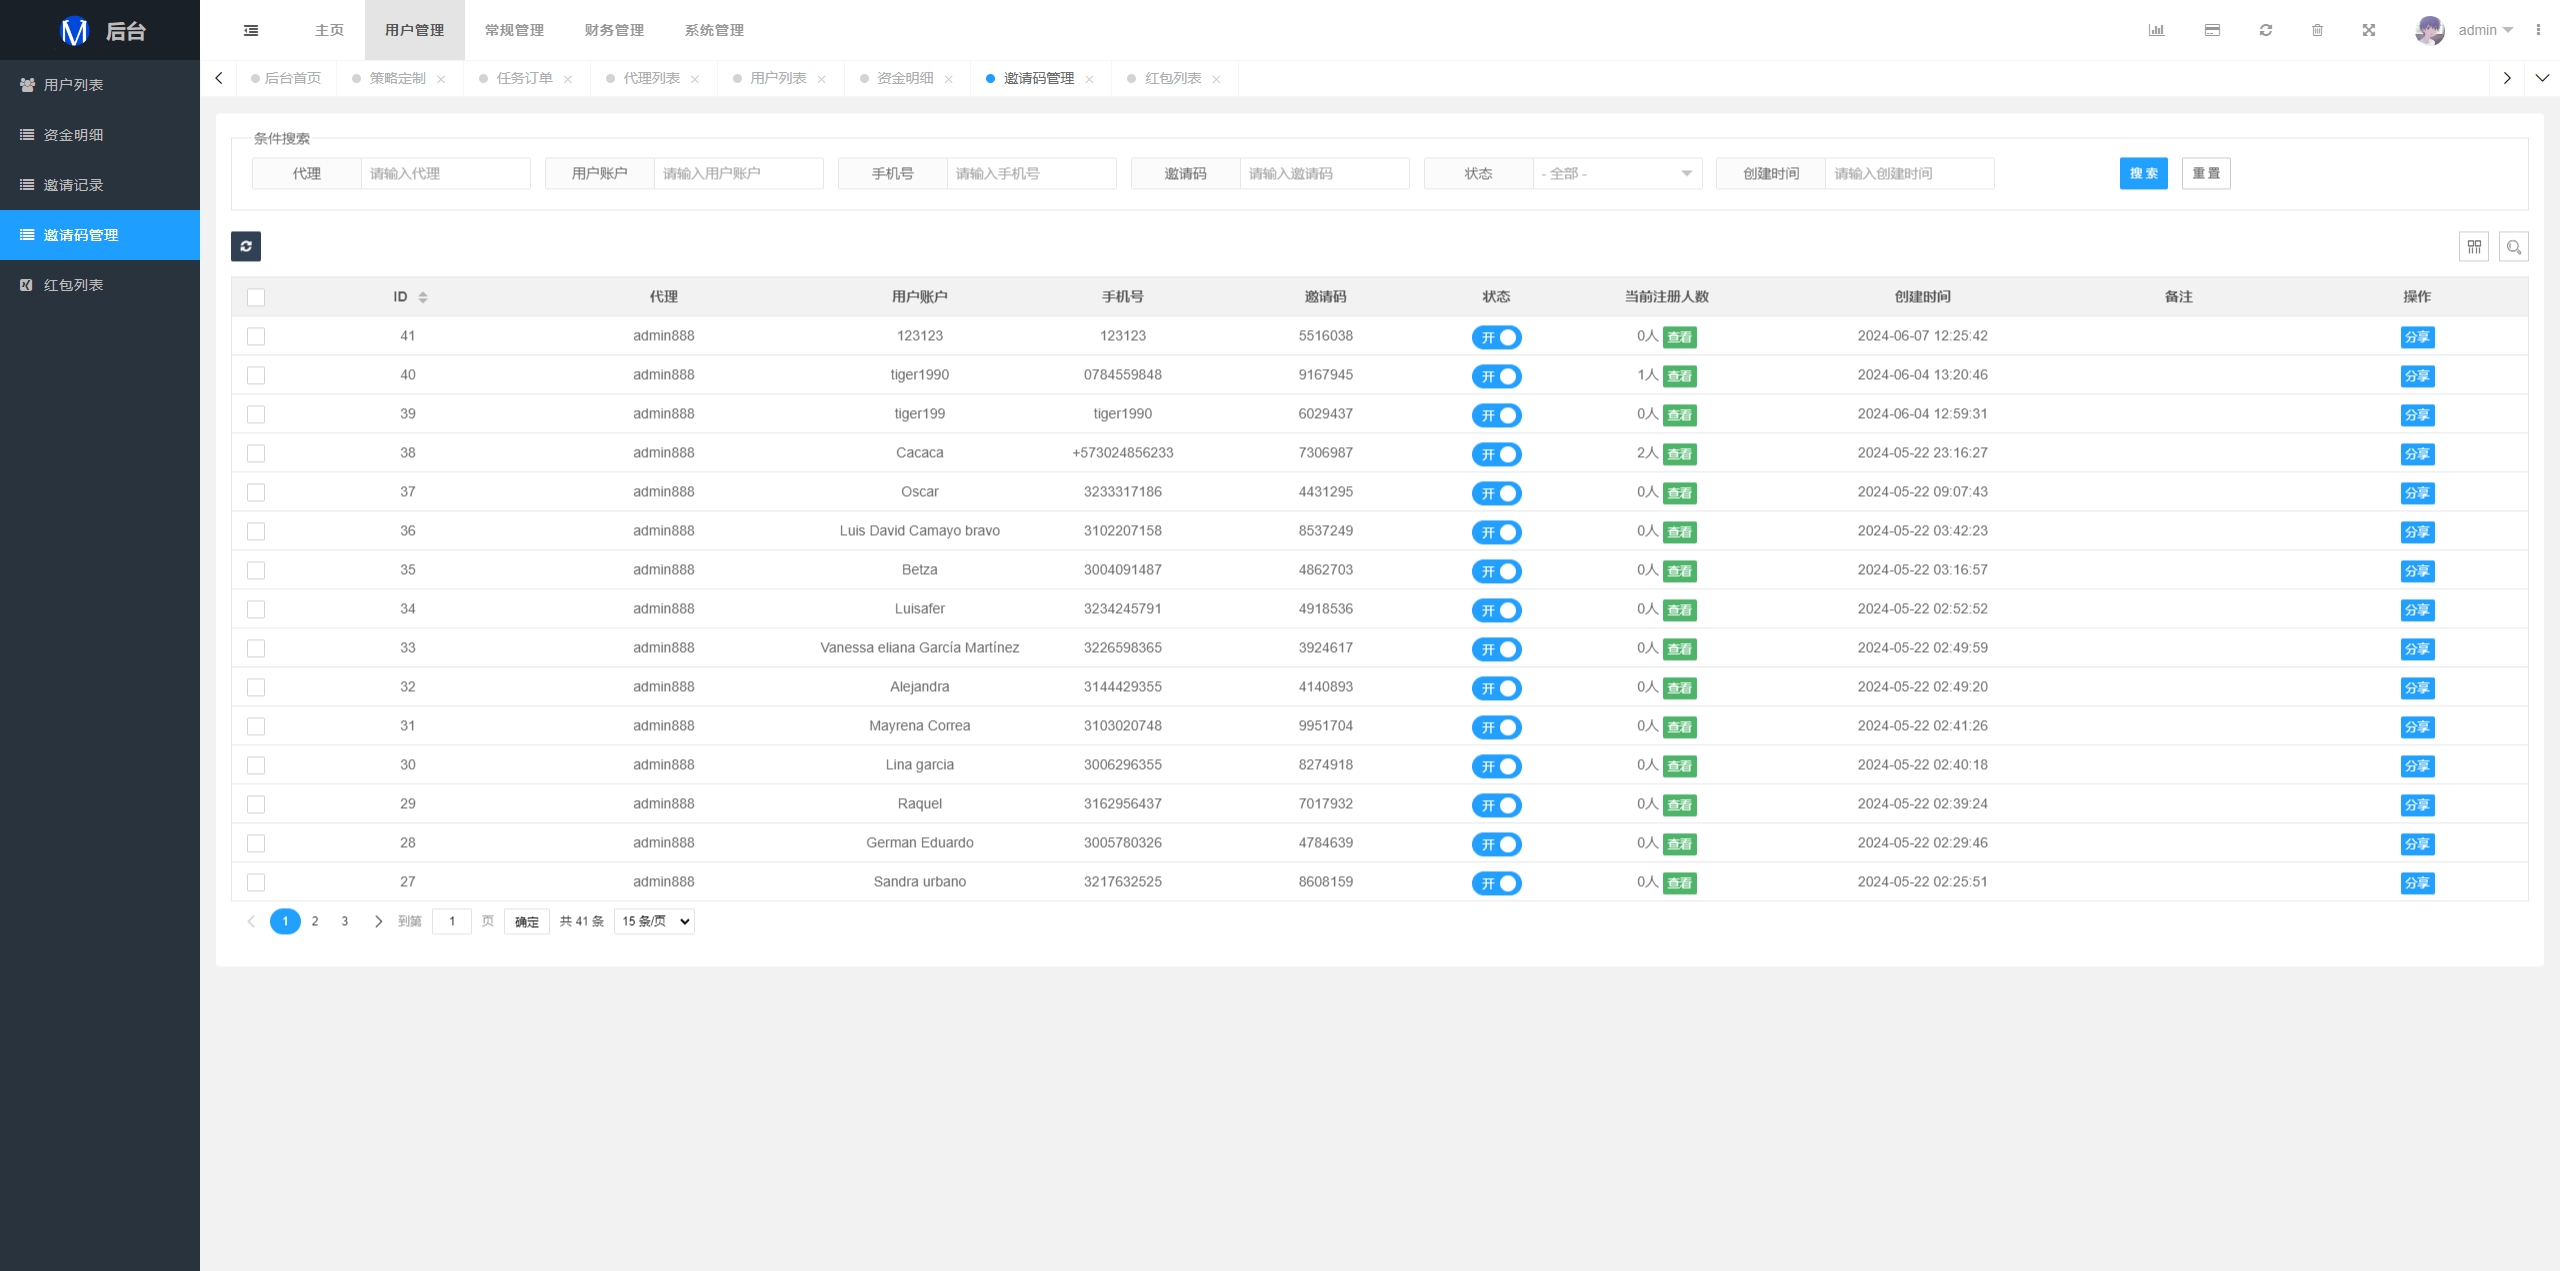 后台
主页 用户管理 常规管理 财务管理 系统管理 admin
后台首页 策略定制 任务订单 代理列表 用户列表 资金明细 邀请码管理 红包列表
用户列表
资金明细
邀请记录
邀请码管理
红包列表
条件搜索
代理 请输入代理 用户账户 请输入用户账户 手机号 请输入手机号 邀请码 请输入邀请码 状态 - 全部 - 创建时间 请输入创建时间 搜 索 重 置
ID 代理 用户账户 手机号 邀请码 状态 当前注册人数 创建时间 备注 操作
41 admin888 123123 123123 5516038 开 0人 查看 2024-06-07 12:25:42 分享
40 admin888 tiger1990 0784559848 9167945 开 1人 查看 2024-06-04 13:20:46 分享
39 admin888 tiger199 tiger1990 6029437 开 0人 查看 2024-06-04 12:59:31 分享
38 admin888 Cacaca +573024856233 7306987 开 2人 查看 2024-05-22 23:16:27 分享
37 admin888 Oscar 3233317186 4431295 开 0人 查看 2024-05-22 09:07:43 分享
36 admin888 Luis David Camayo bravo 3102207158 8537249 开 0人 查看 2024-05-22 03:42:23 分享
35 admin888 Betza 3004091487 4862703 开 0人 查看 2024-05-22 03:16:57 分享
34 admin888 Luisafer 3234245791 4918536 开 0人 查看 2024-05-22 02:52:52 分享
33 admin888 Vanessa eliana García Martínez 3226598365 3924617 开 0人 查看 2024-05-22 02:49:59 分享
32 admin888 Alejandra 3144429355 4140893 开 0人 查看 2024-05-22 02:49:20 分享
31 admin888 Mayrena Correa 3103020748 9951704 开 0人 查看 2024-05-22 02:41:26 分享
30 admin888 Lina garcia 3006296355 8274918 开 0人 查看 2024-05-22 02:40:18 分享
29 admin888 Raquel 3162956437 7017932 开 0人 查看 2024-05-22 02:39:24 分享
28 admin888 German Eduardo 3005780326 4784639 开 0人 查看 2024-05-22 02:29:46 分享
27 admin888 Sandra urbano 3217632525 8608159 开 0人 查看 2024-05-22 02:25:51 分享
1 2 3 到第 1 页 确定 共 41 条 15 条/页